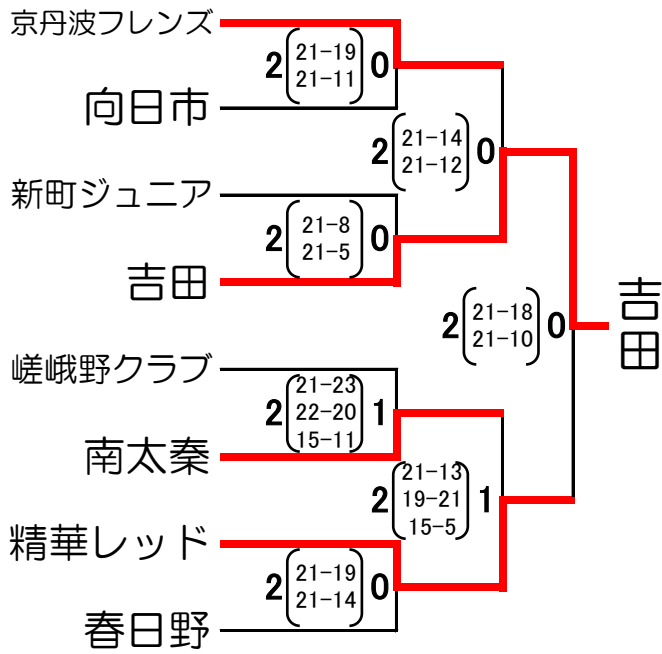 京丹波フレンズ
2 ( 21-19 21-11 ) 0
向日市
2 ( 21-14 21-12 ) 0
新町ジュニア
2 ( 21-8 21-5 ) 0
吉田
2 ( 21-18 21-10 ) 0
吉田
嵯峨野クラブ
2 ( 21-23 22-20 15-11 ) 1
南太秦
2 ( 21-13 19-21 15-5 ) 1
精華レッド
2 ( 21-19 21-14 ) 0
春日野